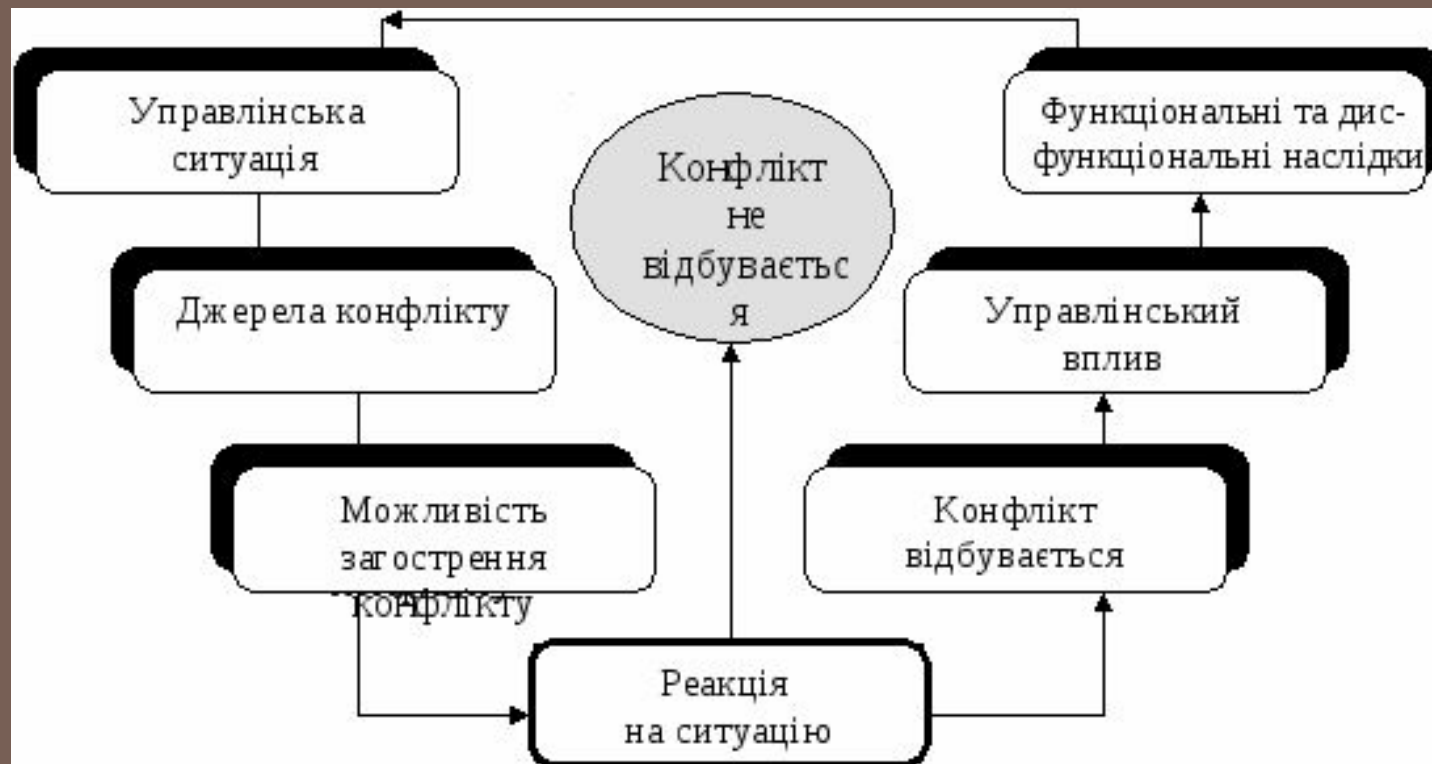 Управлінська
ситуація
Джерела конфлікту
Можливість
загострення
конфлікту
Реакція
на ситуацію
Конфлікт
не
відбуваєтьс
я
Конфлікт
відбувається
Управлінський
вплив
Функціональні та дис-
функціональні наслідки